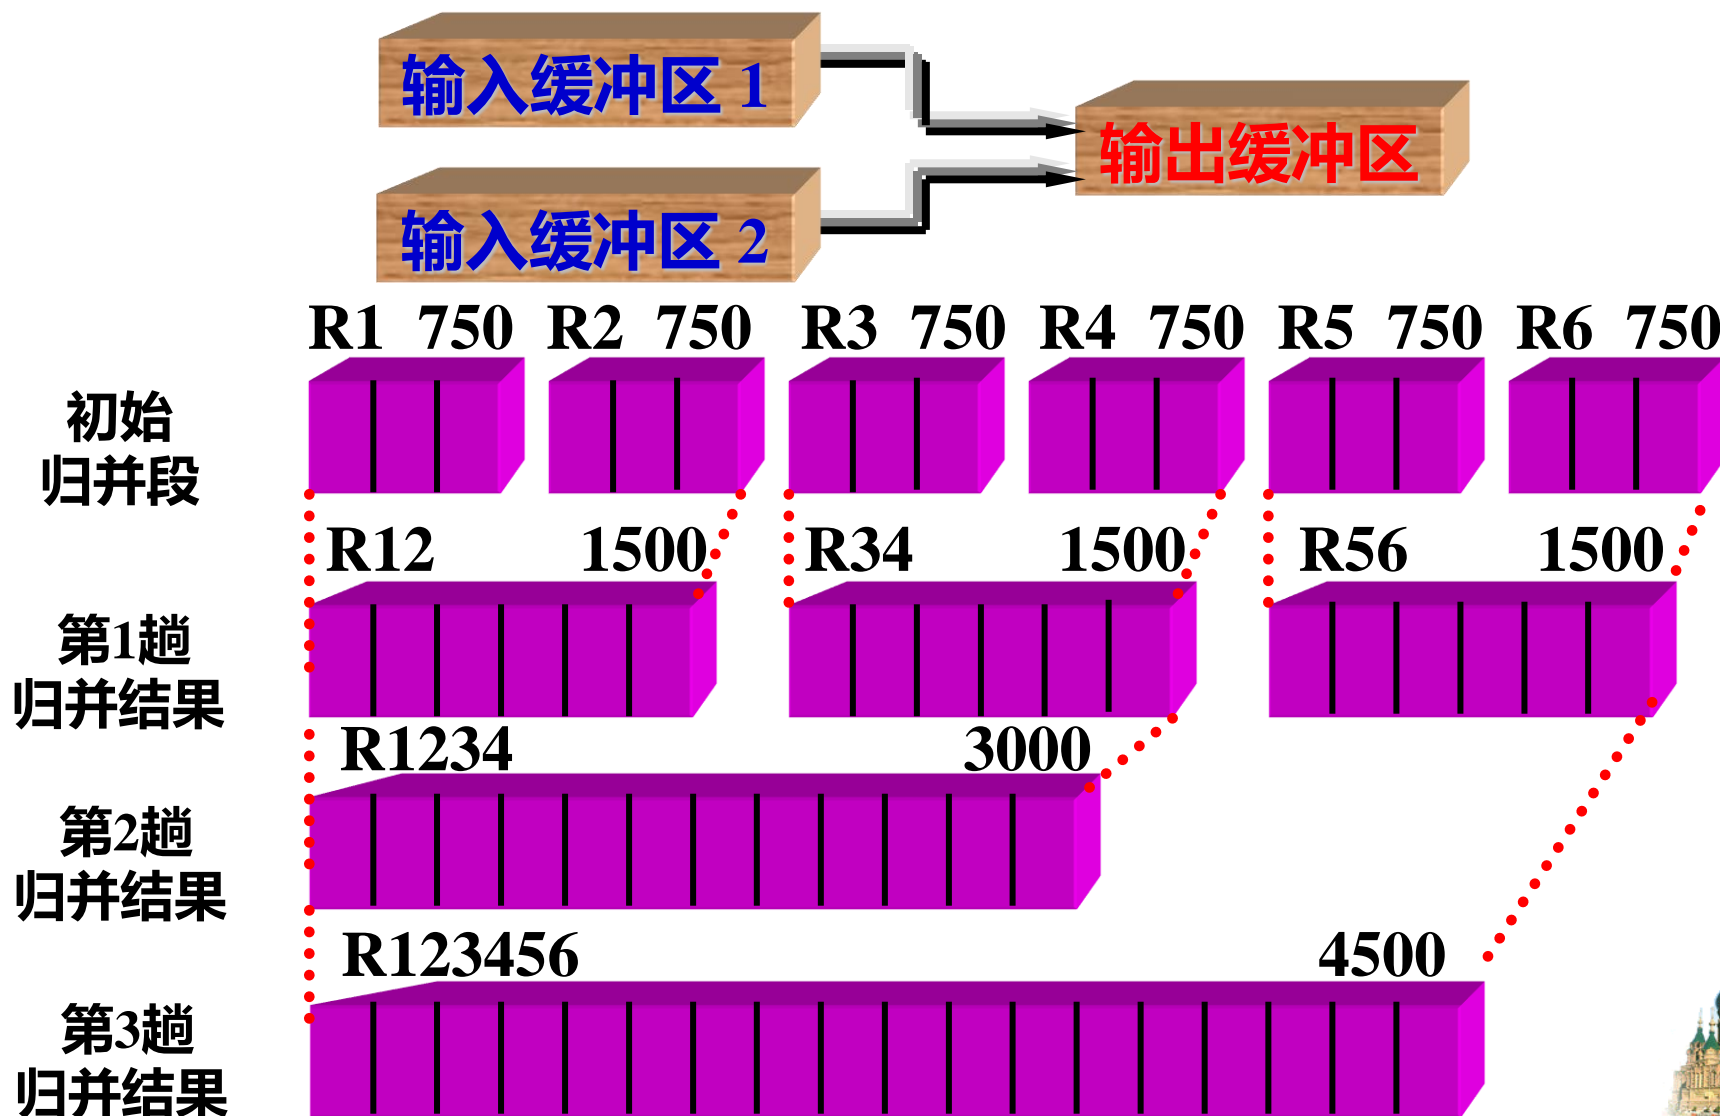 输入缓冲区 1
输入缓冲区 2
输出缓冲区
R1 750 R2 750 R3 750 R4 750 R5 750 R6 750
初始
归并段
R12 1500 R34 1500 R56 1500
第1趟
归并结果
R1234 3000
第2趟
归并结果
R123456 4500
第3趟
归并结果